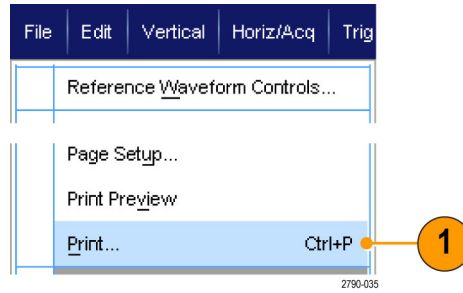 File Edit Vertical Horiz/Acq Trig
Reference Waveform Controls...
Page Setup...
Print Preview
Print... Ctrl+P
1
2790-035